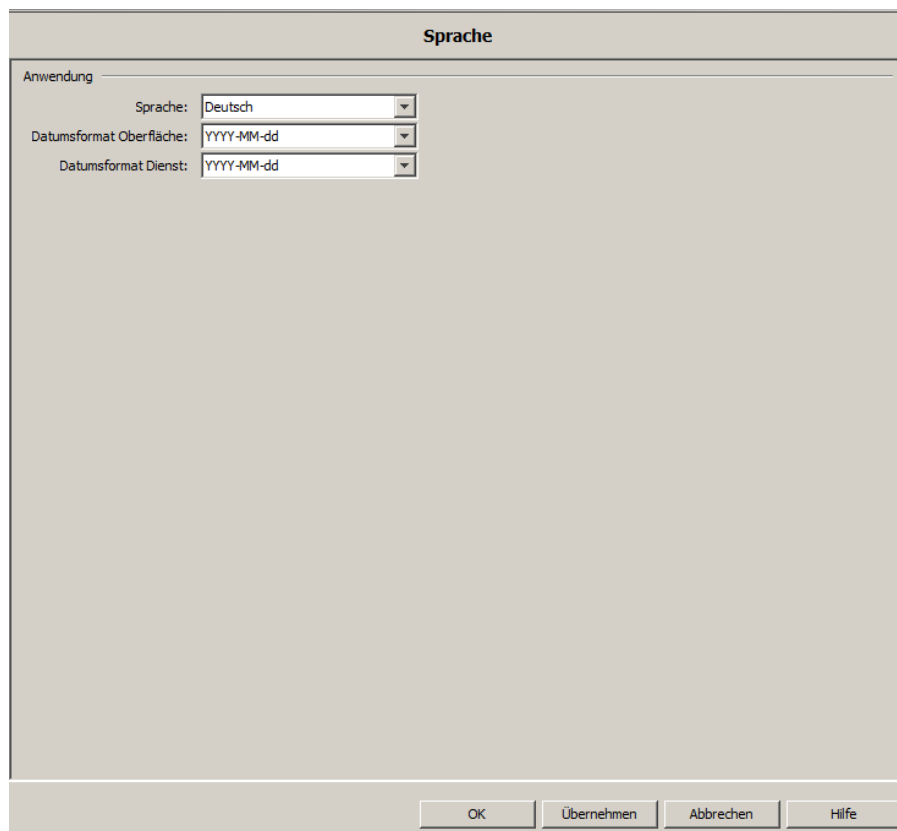 Sprache
Anwendung
Sprache: Deutsch
Datumsformat Oberfläche: YYYY-MM-dd
Datumsformat Dienst: YYYY-MM-dd
OK Übernehmen Abbrechen Hilfe